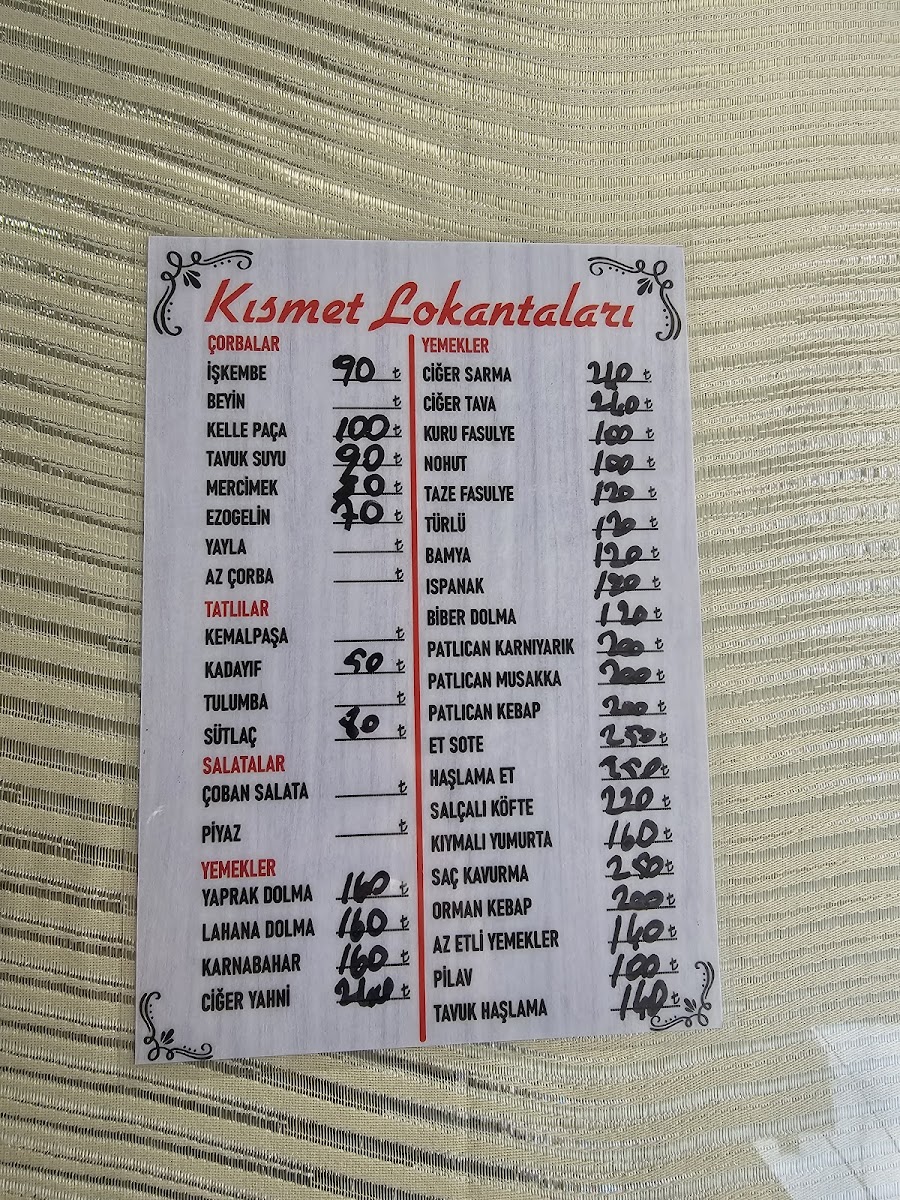 Kısmet Lokantaları
ÇORBALAR
İŞKEMBE 90 ₺
BEYİN ₺
KELLE PAÇA 100 ₺
TAVUK SUYU 90 ₺
MERCİMEK ₺
EZOGELİN 70 ₺
YAYLA ₺
AZ ÇORBA ₺
TATLILAR
KEMALPAŞA ₺
KADAYIF ₺
TULUMBA ₺
SÜTLAÇ ₺
SALATALAR
ÇOBAN SALATA ₺
PİYAZ ₺
YEMEKLER
YAPRAK DOLMA 160 ₺
LAHANA DOLMA 160 ₺
KARNABAHAR 160 ₺
CİĞER YAHNİ 240 ₺
YEMEKLER
CİĞER SARMA 240 ₺
CİĞER TAVA 240 ₺
KURU FASULYE 100 ₺
NOHUT 100 ₺
TAZE FASULYE 120 ₺
TÜRLÜ 120 ₺
BAMYA 120 ₺
ISPANAK 120 ₺
BİBER DOLMA 120 ₺
PATLICAN KARNIYARIK 200 ₺
PATLICAN MUSAKKA 200 ₺
PATLICAN KEBAP 200 ₺
ET SOTE 250 ₺
HAŞLAMA ET ₺
SALÇALI KÖFTE 220 ₺
KIYMALI YUMURTA 160 ₺
SAÇ KAVURMA 250 ₺
ORMAN KEBAP 200 ₺
AZ ETLİ YEMEKLER 140 ₺
PİLAV 100 ₺
TAVUK HAŞLAMA 140 ₺